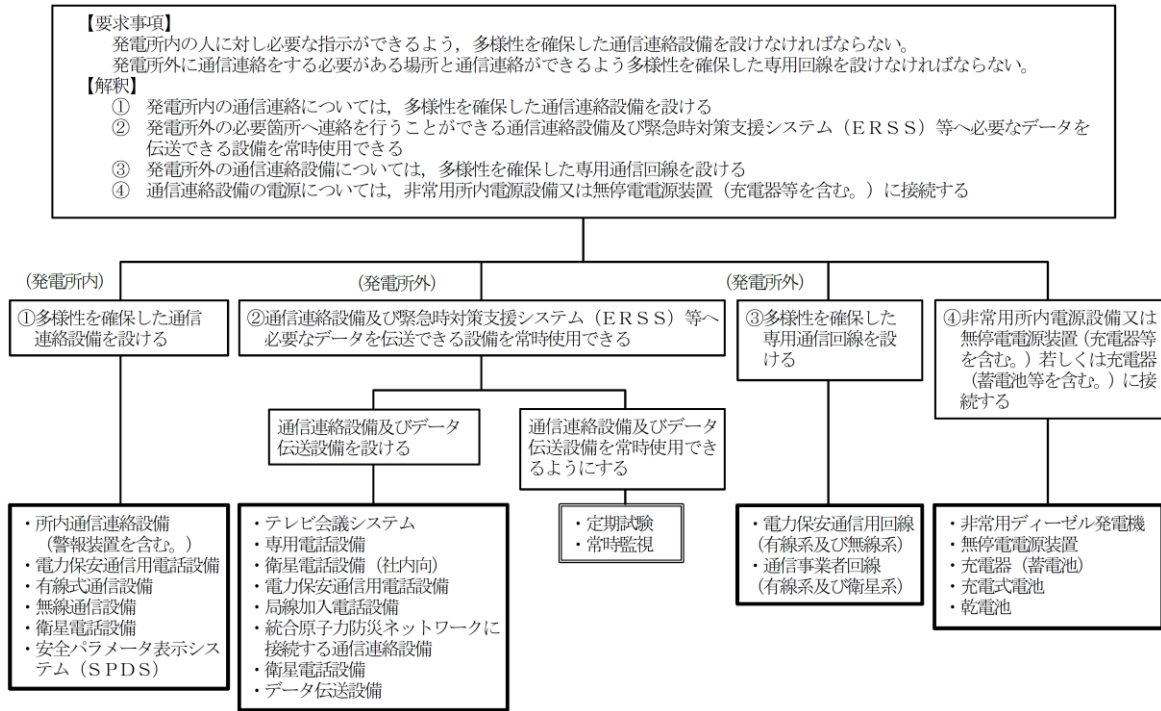 【要求事項】
発電所内の人に対し必要な指示ができるよう，多様性を確保した通信連絡設備を設けなければならない。
発電所外に通信連絡をする必要がある場所と通信連絡ができるよう多様性を確保した専用回線を設けなければならない。
【解釈】
① 発電所内の通信連絡については，多様性を確保した通信連絡設備を設ける
② 発電所外の必要箇所へ連絡を行うことができる通信連絡設備及び緊急時対策支援システム（ＥＲＳＳ）等へ必要なデータを
伝送できる設備を常時使用できる
③ 発電所外の通信連絡設備については，多様性を確保した専用通信回線を設ける
④ 通信連絡設備の電源については，非常用所内電源設備又は無停電電源装置（充電器等を含む。）に接続する
(発電所内)
①多様性を確保した通信
連絡設備を設ける
・所内通信連絡設備
（警報装置を含む。）
・電力保安通信用電話設備
・有線式通信設備
・無線通信設備
・衛星電話設備
・安全パラメータ表示シス
テム（ＳＰＤＳ）
(発電所外)
②通信連絡設備及び緊急時対策支援システム（ＥＲＳＳ）等へ
必要なデータを伝送できる設備を常時使用できる
通信連絡設備及びデータ
伝送設備を設ける
・テレビ会議システム
・専用電話設備
・衛星電話設備（社内向）
・電力保安通信用電話設備
・局線加入電話設備
・統合原子力防災ネットワークに
接続する通信連絡設備
・衛星電話設備
・データ伝送設備
通信連絡設備及びデータ
伝送設備を常時使用でき
るようにする
・定期試験
・常時監視
(発電所外)
③多様性を確保した
専用通信回線を設
ける
・電力保安通信用回線
（有線系及び無線系）
・通信事業者回線
（有線系及び衛星系）
④非常用所内電源設備又は
無停電電源装置（充電器等
を含む。）若しくは充電器
（蓄電池等を含む。）に接
続する
・非常用ディーゼル発電機
・無停電電源装置
・充電器（蓄電池）
・充電式電池
・乾電池